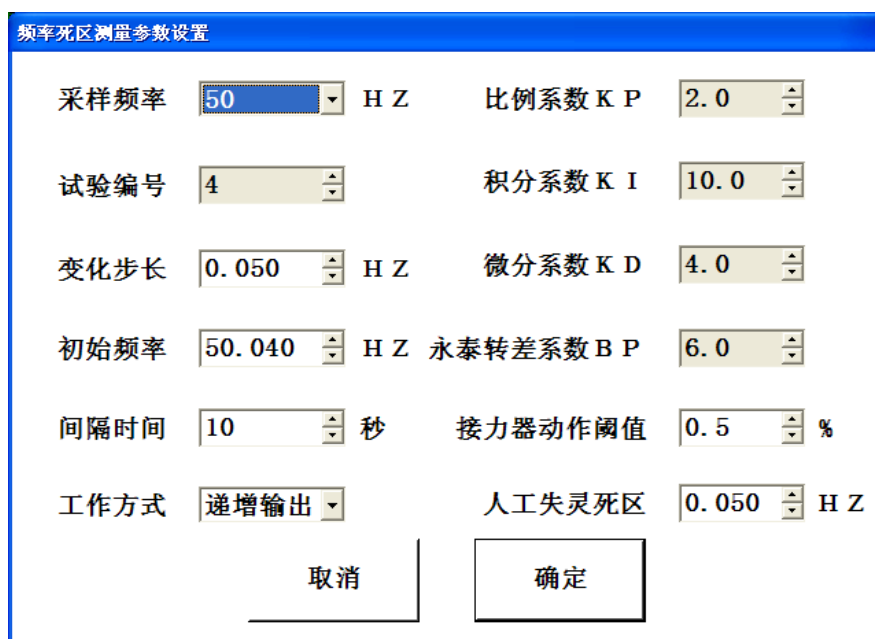 频率死区测量参数设置
采样频率 50 HZ 比例系数KP 2.0
试验编号 4 积分系数KI 10.0
变化步长 0.050 HZ 微分系数KD 4.0
初始频率 50.040 HZ 永泰转差系数BP 6.0
间隔时间 10 秒 接力器动作阈值 0.5 %
工作方式 递增输出 人工失灵死区 0.050 HZ
取消 确定